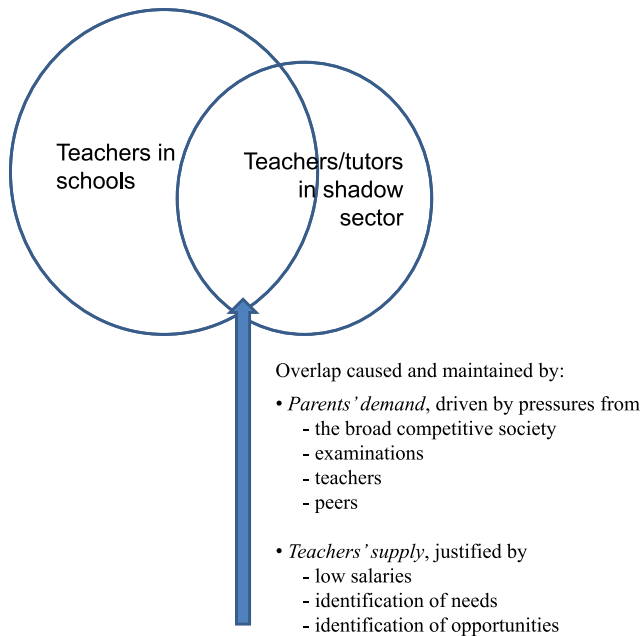 Teachers in
schools
Teachers/tutors
in shadow
sector
Overlap caused and maintained by:
• Parents’ demand, driven by pressures from
- the broad competitive society
- examinations
- teachers
- peers
• Teachers’ supply, justified by
- low salaries
- identification of needs
- identification of opportunities